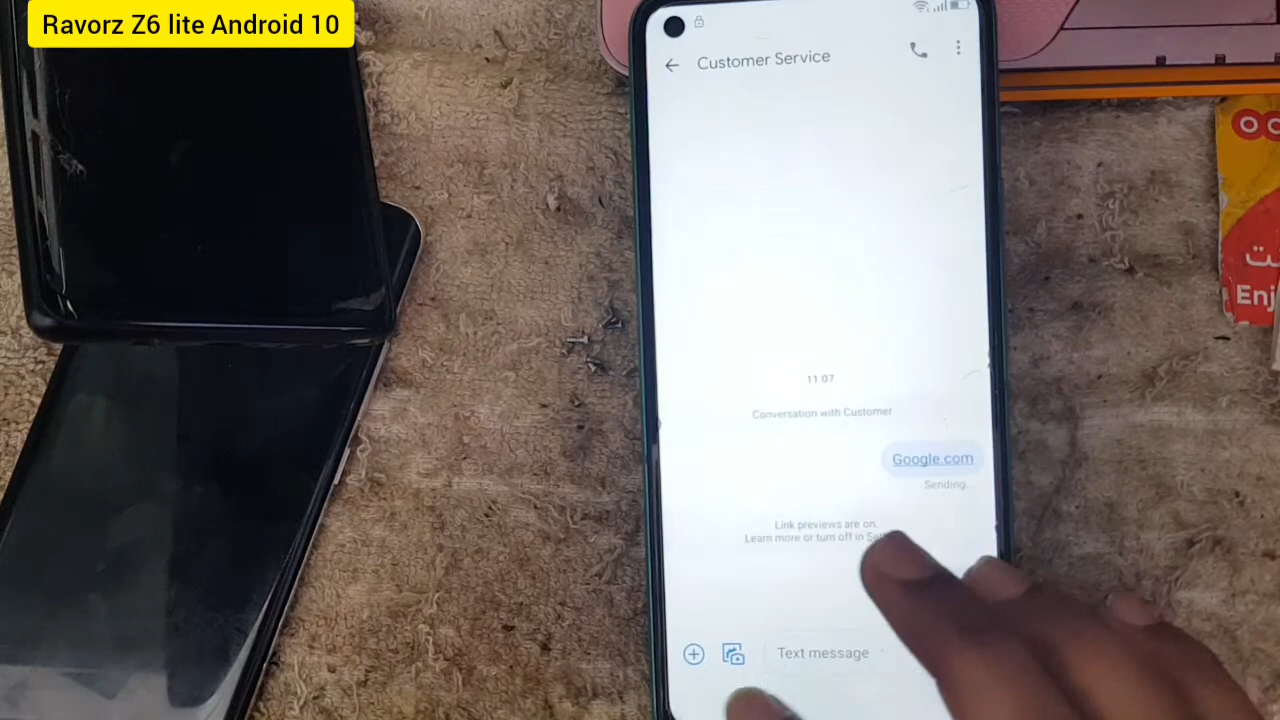 Ravorz Z6 lite Android 10
Customer Service
11:07
Conversation with Customer
Google.com
Sending...
Link previews are on.
Learn more or turn off in
Text message
Enj